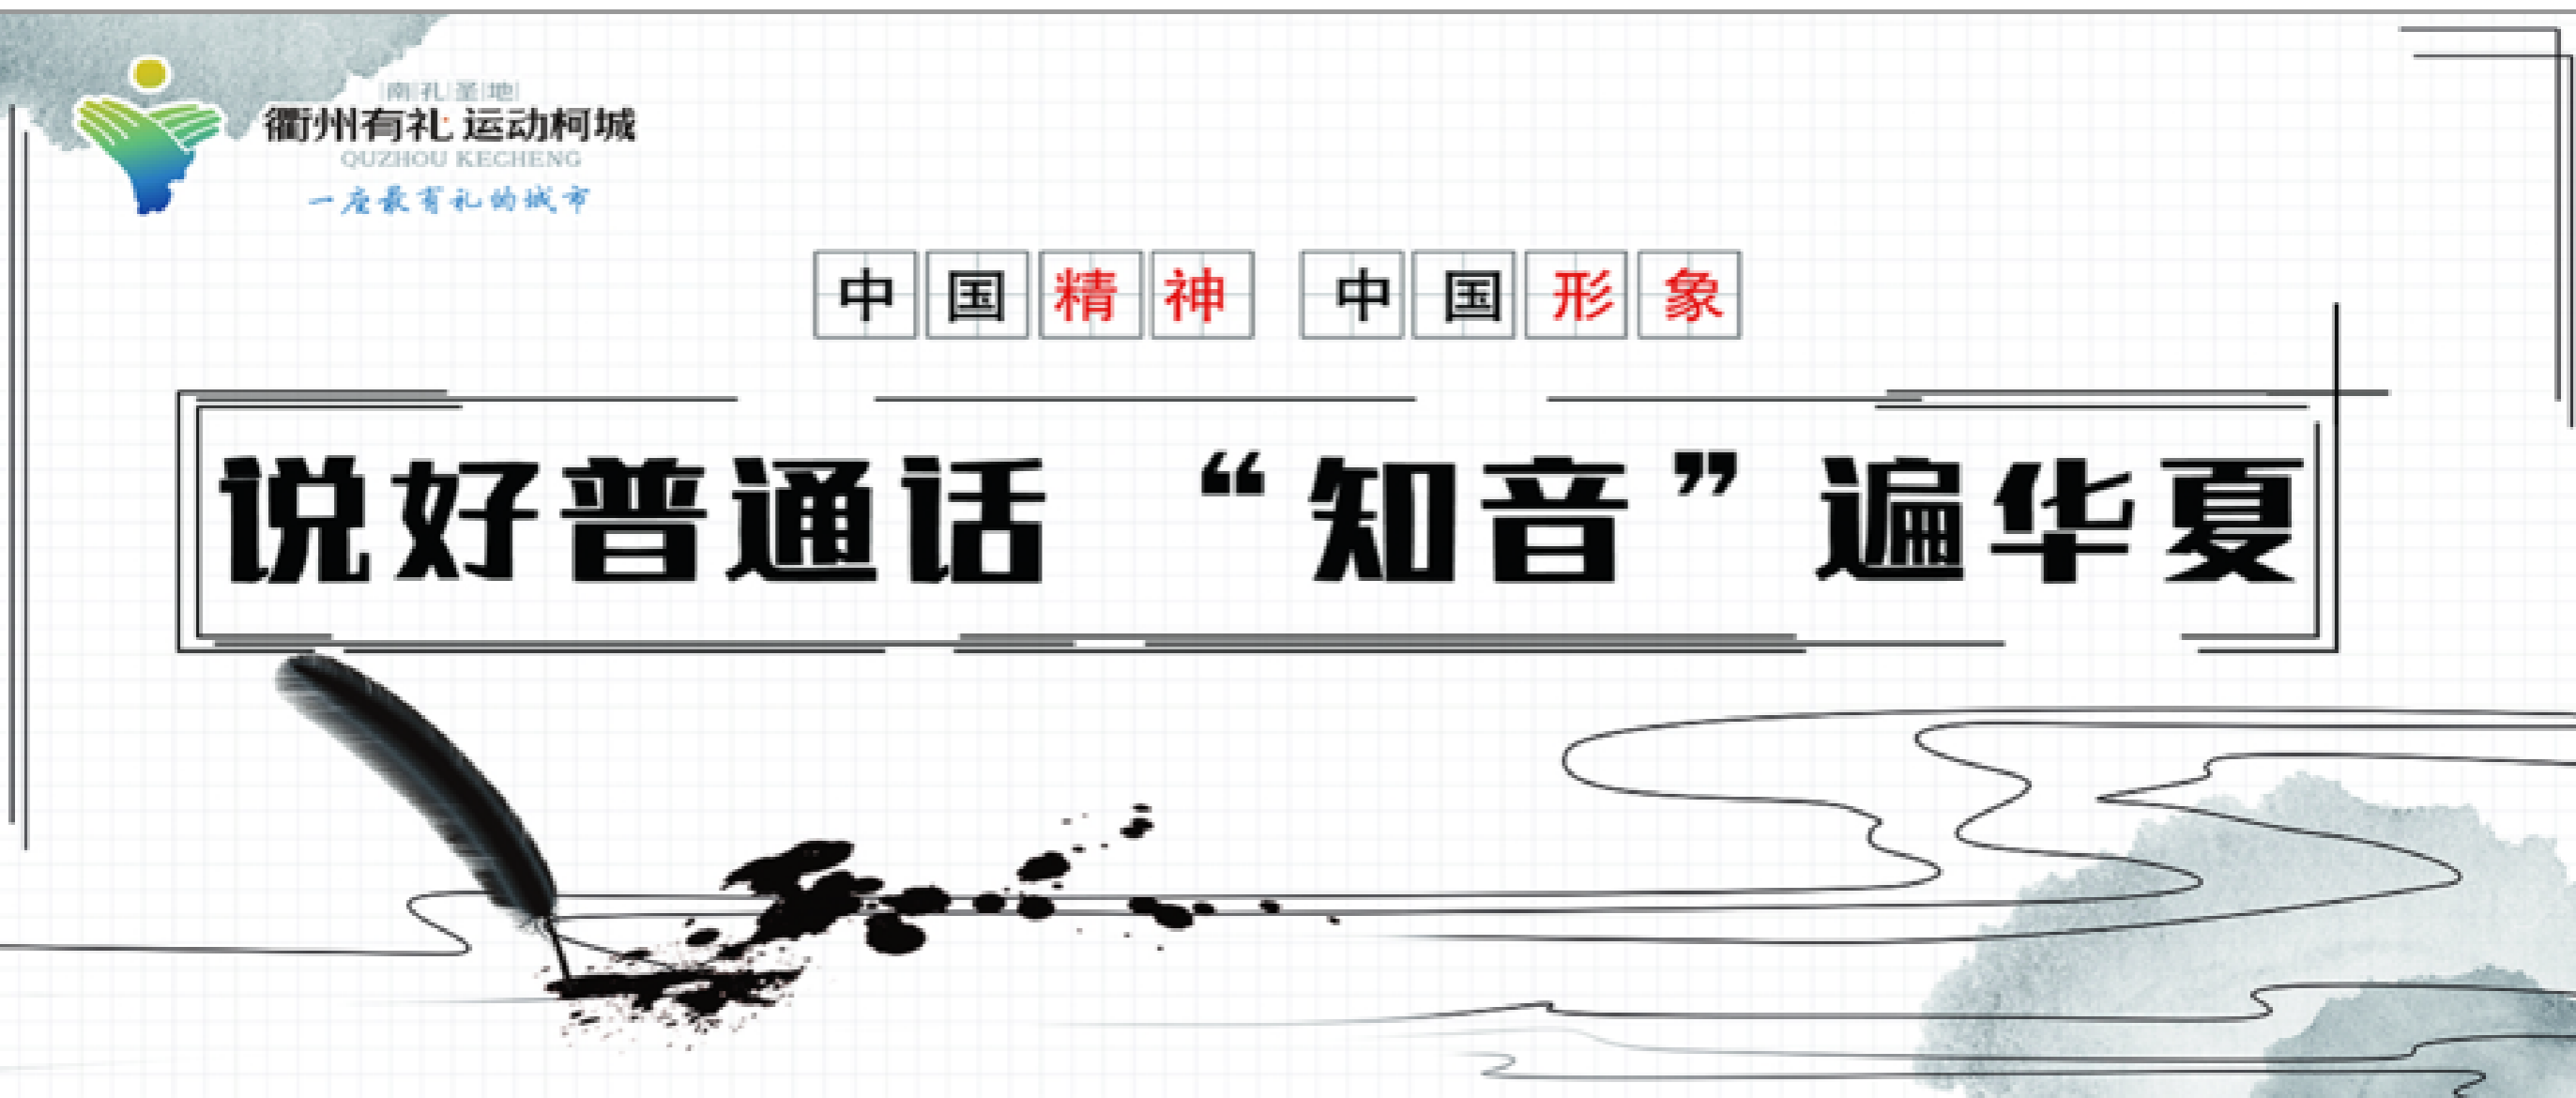 南孔圣地
衢州有礼 运动柯城
QUZHOU KECHENG
一座最有礼的城市
中国精神 中国形象
说好普通话 “知音”遍华夏